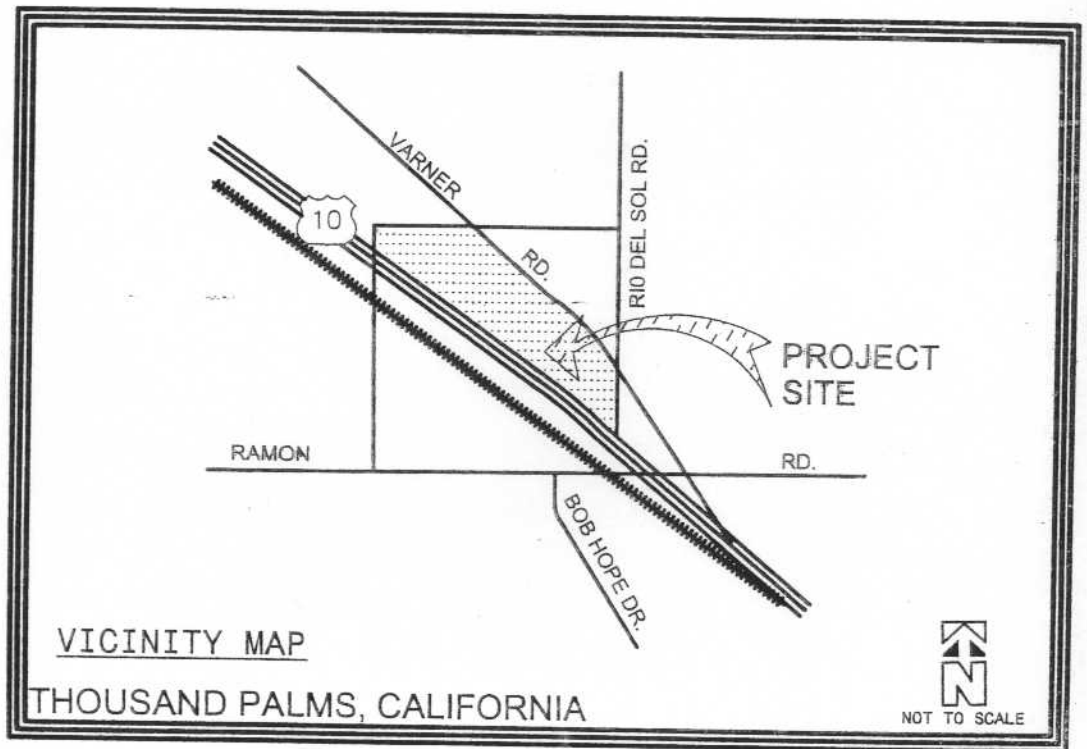 VARNER
RD.
10
RIO DEL SOL RD.
PROJECT
SITE
RAMON
RD.
BOB HOPE DR.
VICINITY MAP
THOUSAND PALMS, CALIFORNIA
N
NOT TO SCALE